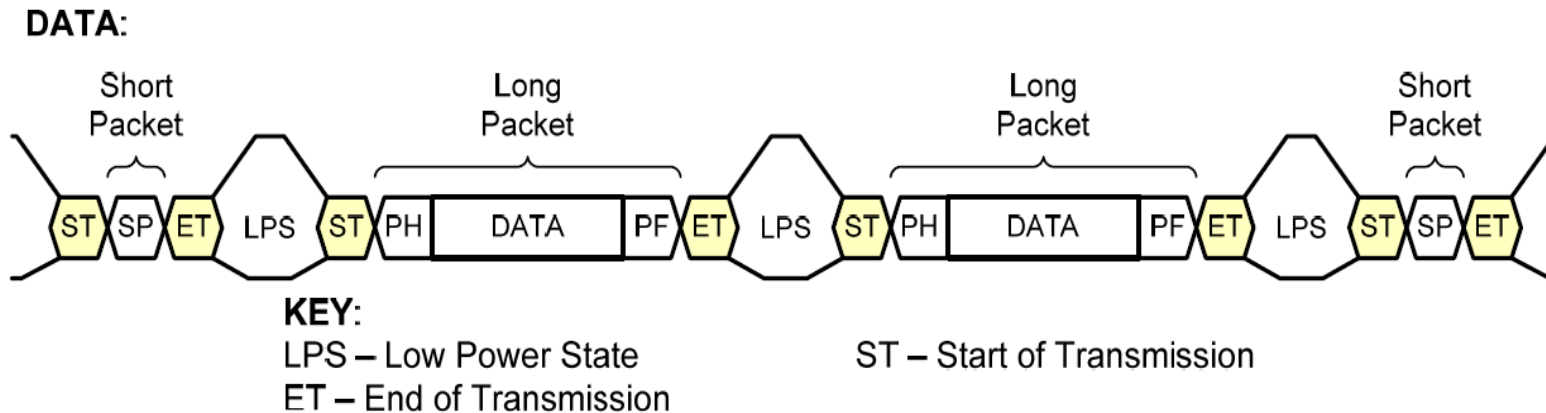 DATA:
Short Packet
Long Packet
Long Packet
Short Packet
ST SP ET LPS ST PH DATA PF ET LPS ST PH DATA PF ET LPS ST SP ET
KEY:
LPS – Low Power State
ST – Start of Transmission
ET – End of Transmission